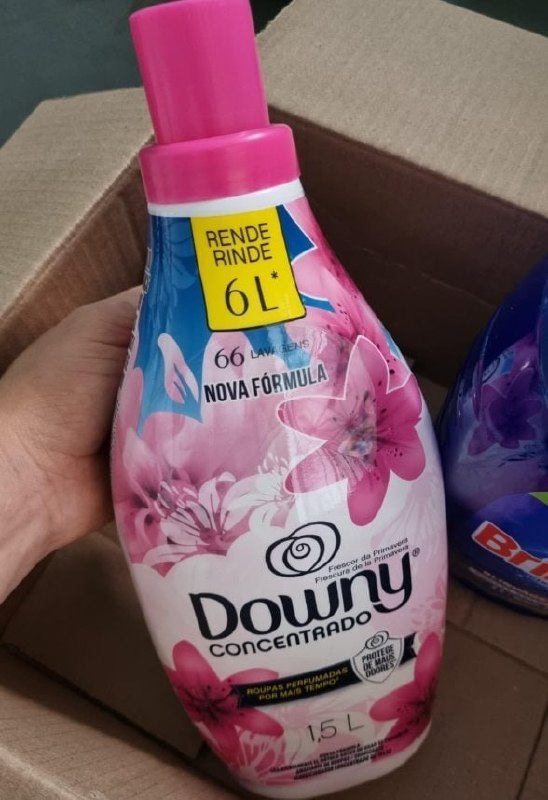 RENDE
RINDE
6L*
66 LAVAGENS
NOVA FÓRMULA
Frescor da Primavera
Frescura de la Primavera
Downy®
CONCENTRADO
PROTEGE
DE MAUS
ODORES*
ROUPAS PERFUMADAS
POR MAIS TEMPO*
1,5 L